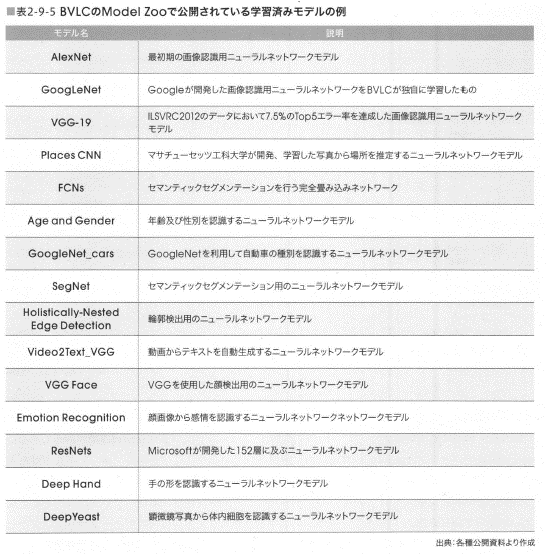 ■表2-9-5 BVLCのModel Zooで公開されている学習済みモデルの例
モデル名 説明
AlexNet 最初期の画像認識用ニューラルネットワークモデル
GoogLeNet Googleが開発した画像認識用ニューラルネットワークをBVLCが独自に学習したもの
VGG-19 ILSVRC2012のデータにおいて7.5%のTop5エラー率を達成した画像認識用ニューラルネットワーク
モデル
Places CNN マサチューセッツ工科大学が開発、学習した写真から場所を推定するニューラルネットワークモデル
FCNs セマンティックセグメンテーションを行う完全畳み込みネットワーク
Age and Gender 年齢及び性別を認識するニューラルネットワークモデル
GoogleNet_cars GoogleNetを利用して自動車の種別を認識するニューラルネットワークモデル
SegNet セマンティックセグメンテーション用のニューラルネットワークモデル
Holistically-Nested
Edge Detection 輪郭検出用のニューラルネットワークモデル
Video2Text_VGG 動画からテキストを自動生成するニューラルネットワークモデル
VGG Face VGGを使用した顔検出用のニューラルネットワークモデル
Emotion Recognition 顔画像から感情を認識するニューラルネットワークネットワークモデル
ResNets Microsoftが開発した152層に及ぶニューラルネットワークモデル
Deep Hand 手の形を認識するニューラルネットワークモデル
DeepYeast 顕微鏡写真から体内細胞を認識するニューラルネットワークモデル
出典:各種公開資料より作成